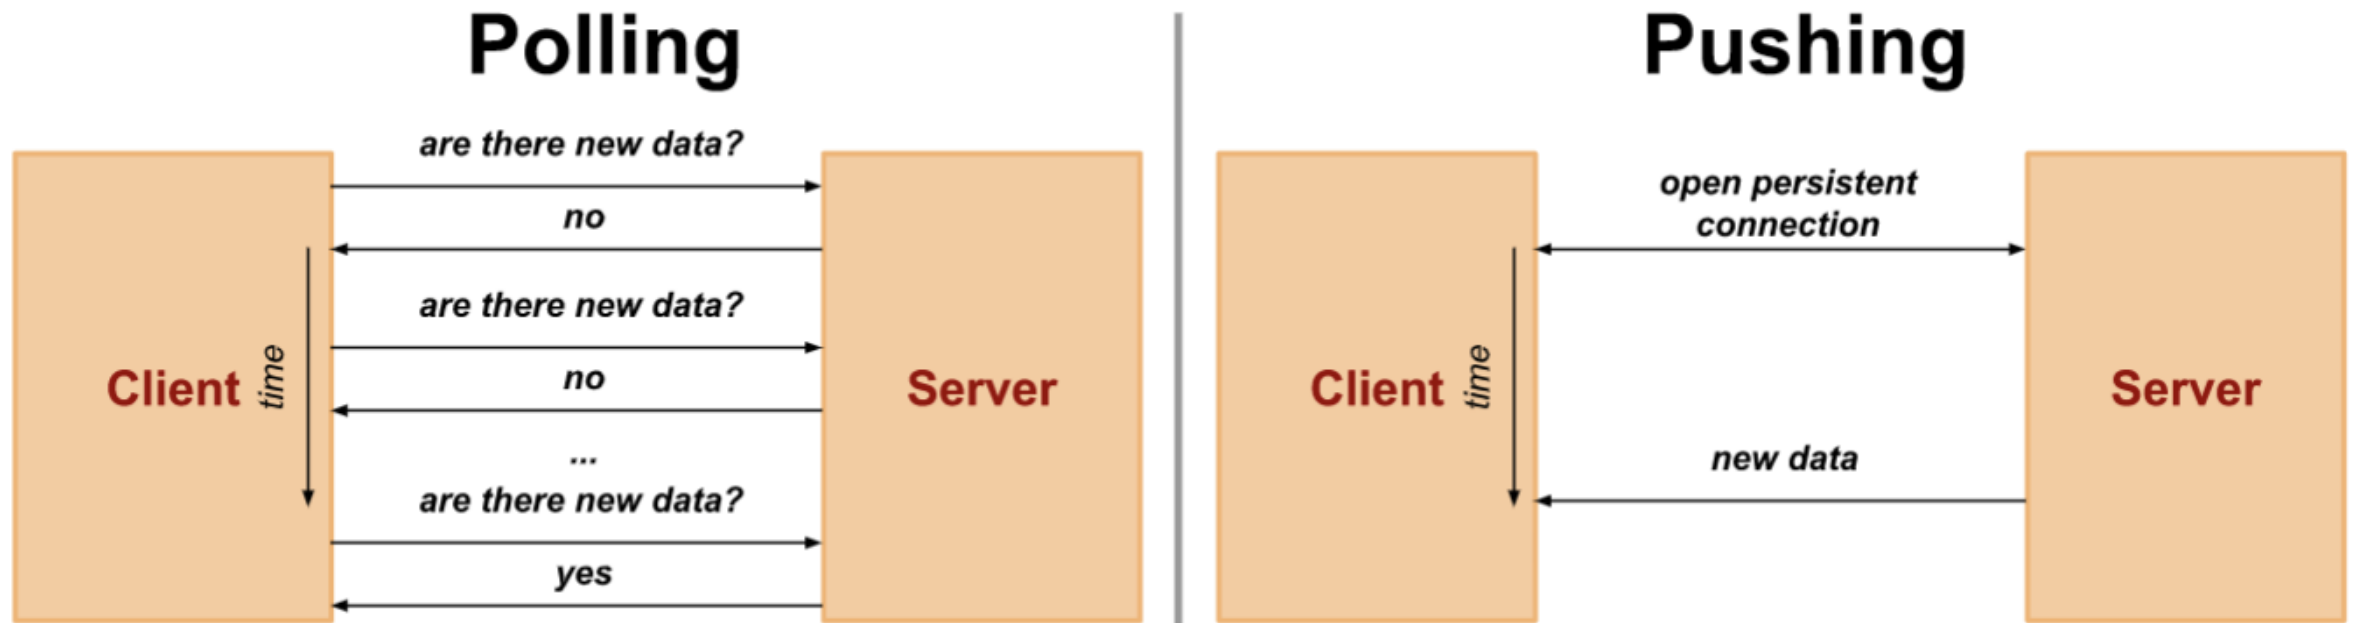 Polling
are there new data?
no
are there new data?
no
...
are there new data?
yes
Client
time
Server
Pushing
open persistent
connection
new data
Client
time
Server